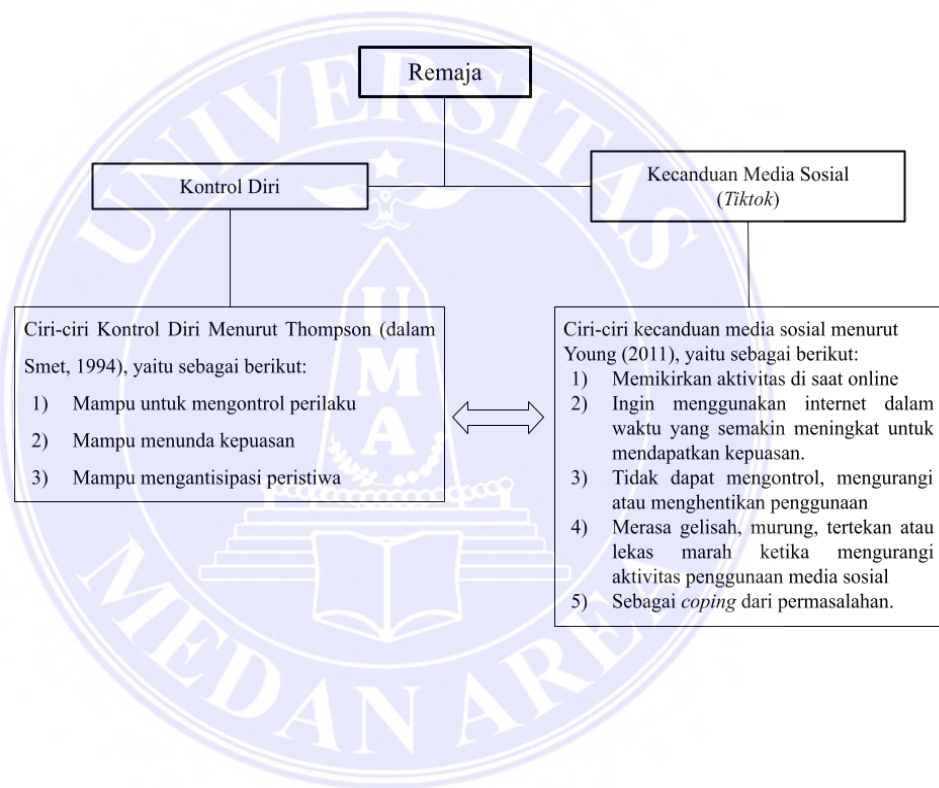 Remaja
Kontrol Diri
Kecanduan Media Sosial
(Tiktok)
Ciri-ciri Kontrol Diri Menurut Thompson (dalam
Smet, 1994), yaitu sebagai berikut:
1) Mampu untuk mengontrol perilaku
2) Mampu menunda kepuasan
3) Mampu mengantisipasi peristiwa
Ciri-ciri kecanduan media sosial menurut
Young (2011), yaitu sebagai berikut:
1) Memikirkan aktivitas di saat online
2) Ingin menggunakan internet dalam
waktu yang semakin meningkat untuk
mendapatkan kepuasan.
3) Tidak dapat mengontrol, mengurangi
atau menghentikan penggunaan
4) Merasa gelisah, murung, tertekan atau
lekas marah ketika mengurangi
aktivitas penggunaan media sosial
5) Sebagai coping dari permasalahan.
UNIVERSITAS
MEDAN AREA
U
M
A